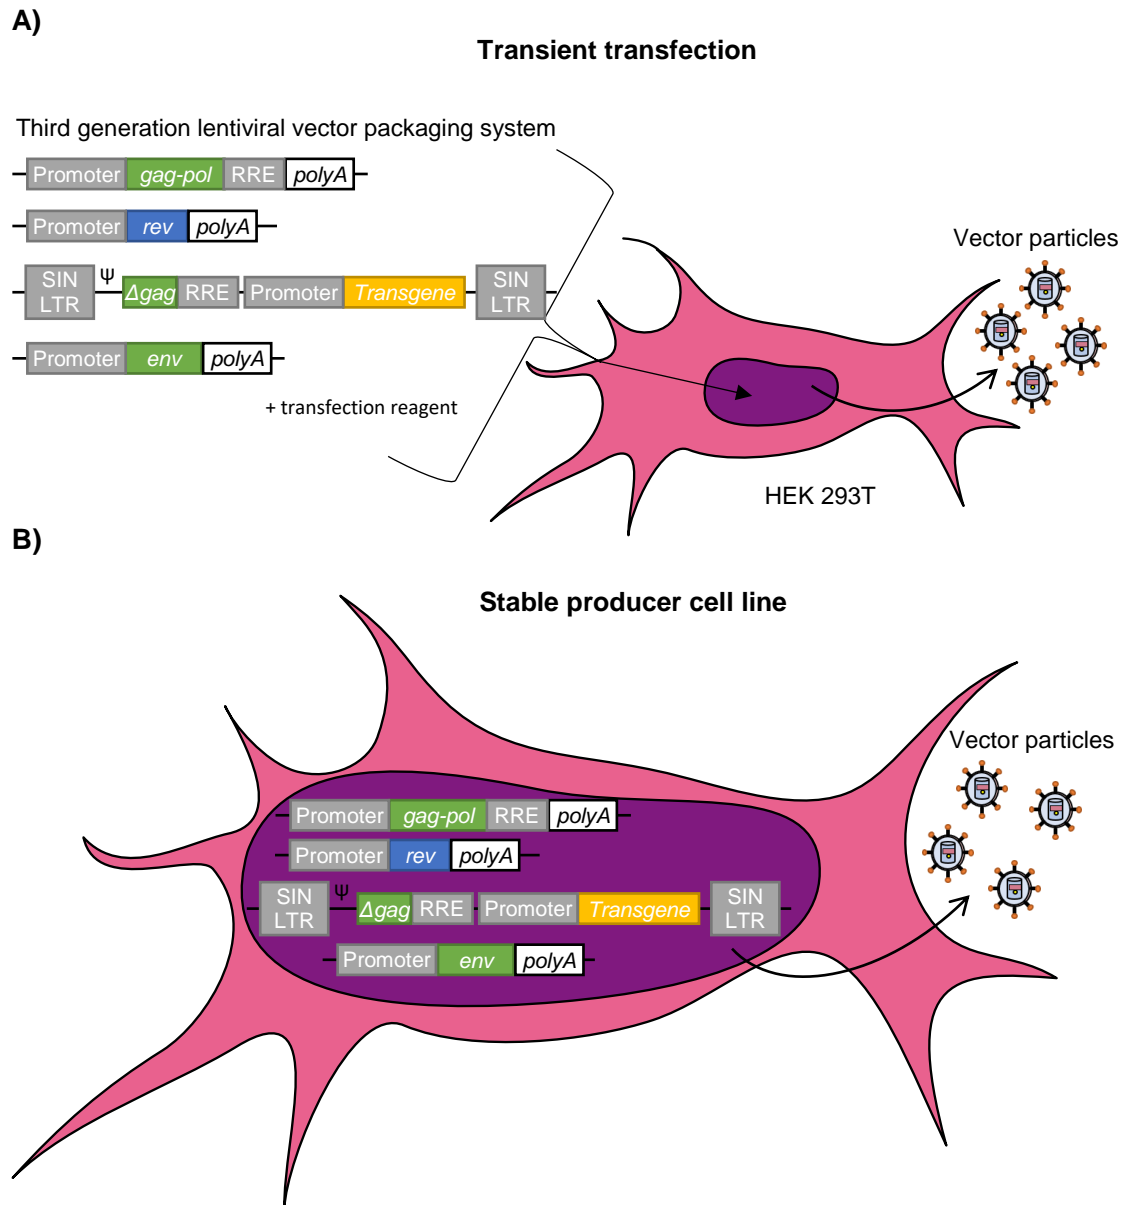 A)
Transient transfection
Third generation lentiviral vector packaging system
Promoter gag-pol RRE polyA
Promoter rev polyA
SIN LTR ψ Δgag RRE Promoter Transgene SIN LTR
Promoter env polyA
+ transfection reagent
Vector particles
HEK 293T
B)
Stable producer cell line
Vector particles
Promoter gag-pol RRE polyA
Promoter rev polyA
SIN LTR ψ Δgag RRE Promoter Transgene SIN LTR
Promoter env polyA